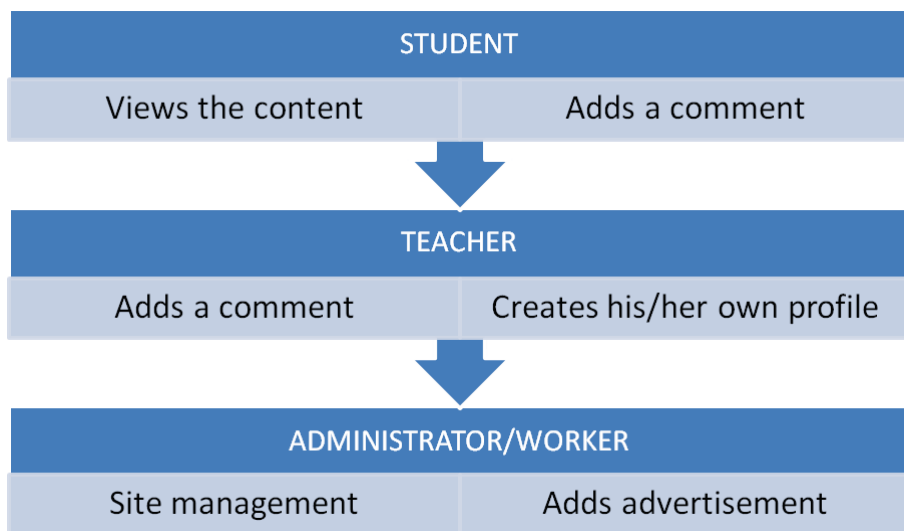 STUDENT
Views the content
Adds a comment
TEACHER
Adds a comment
Creates his/her own profile
ADMINISTRATOR/WORKER
Site management
Adds advertisement